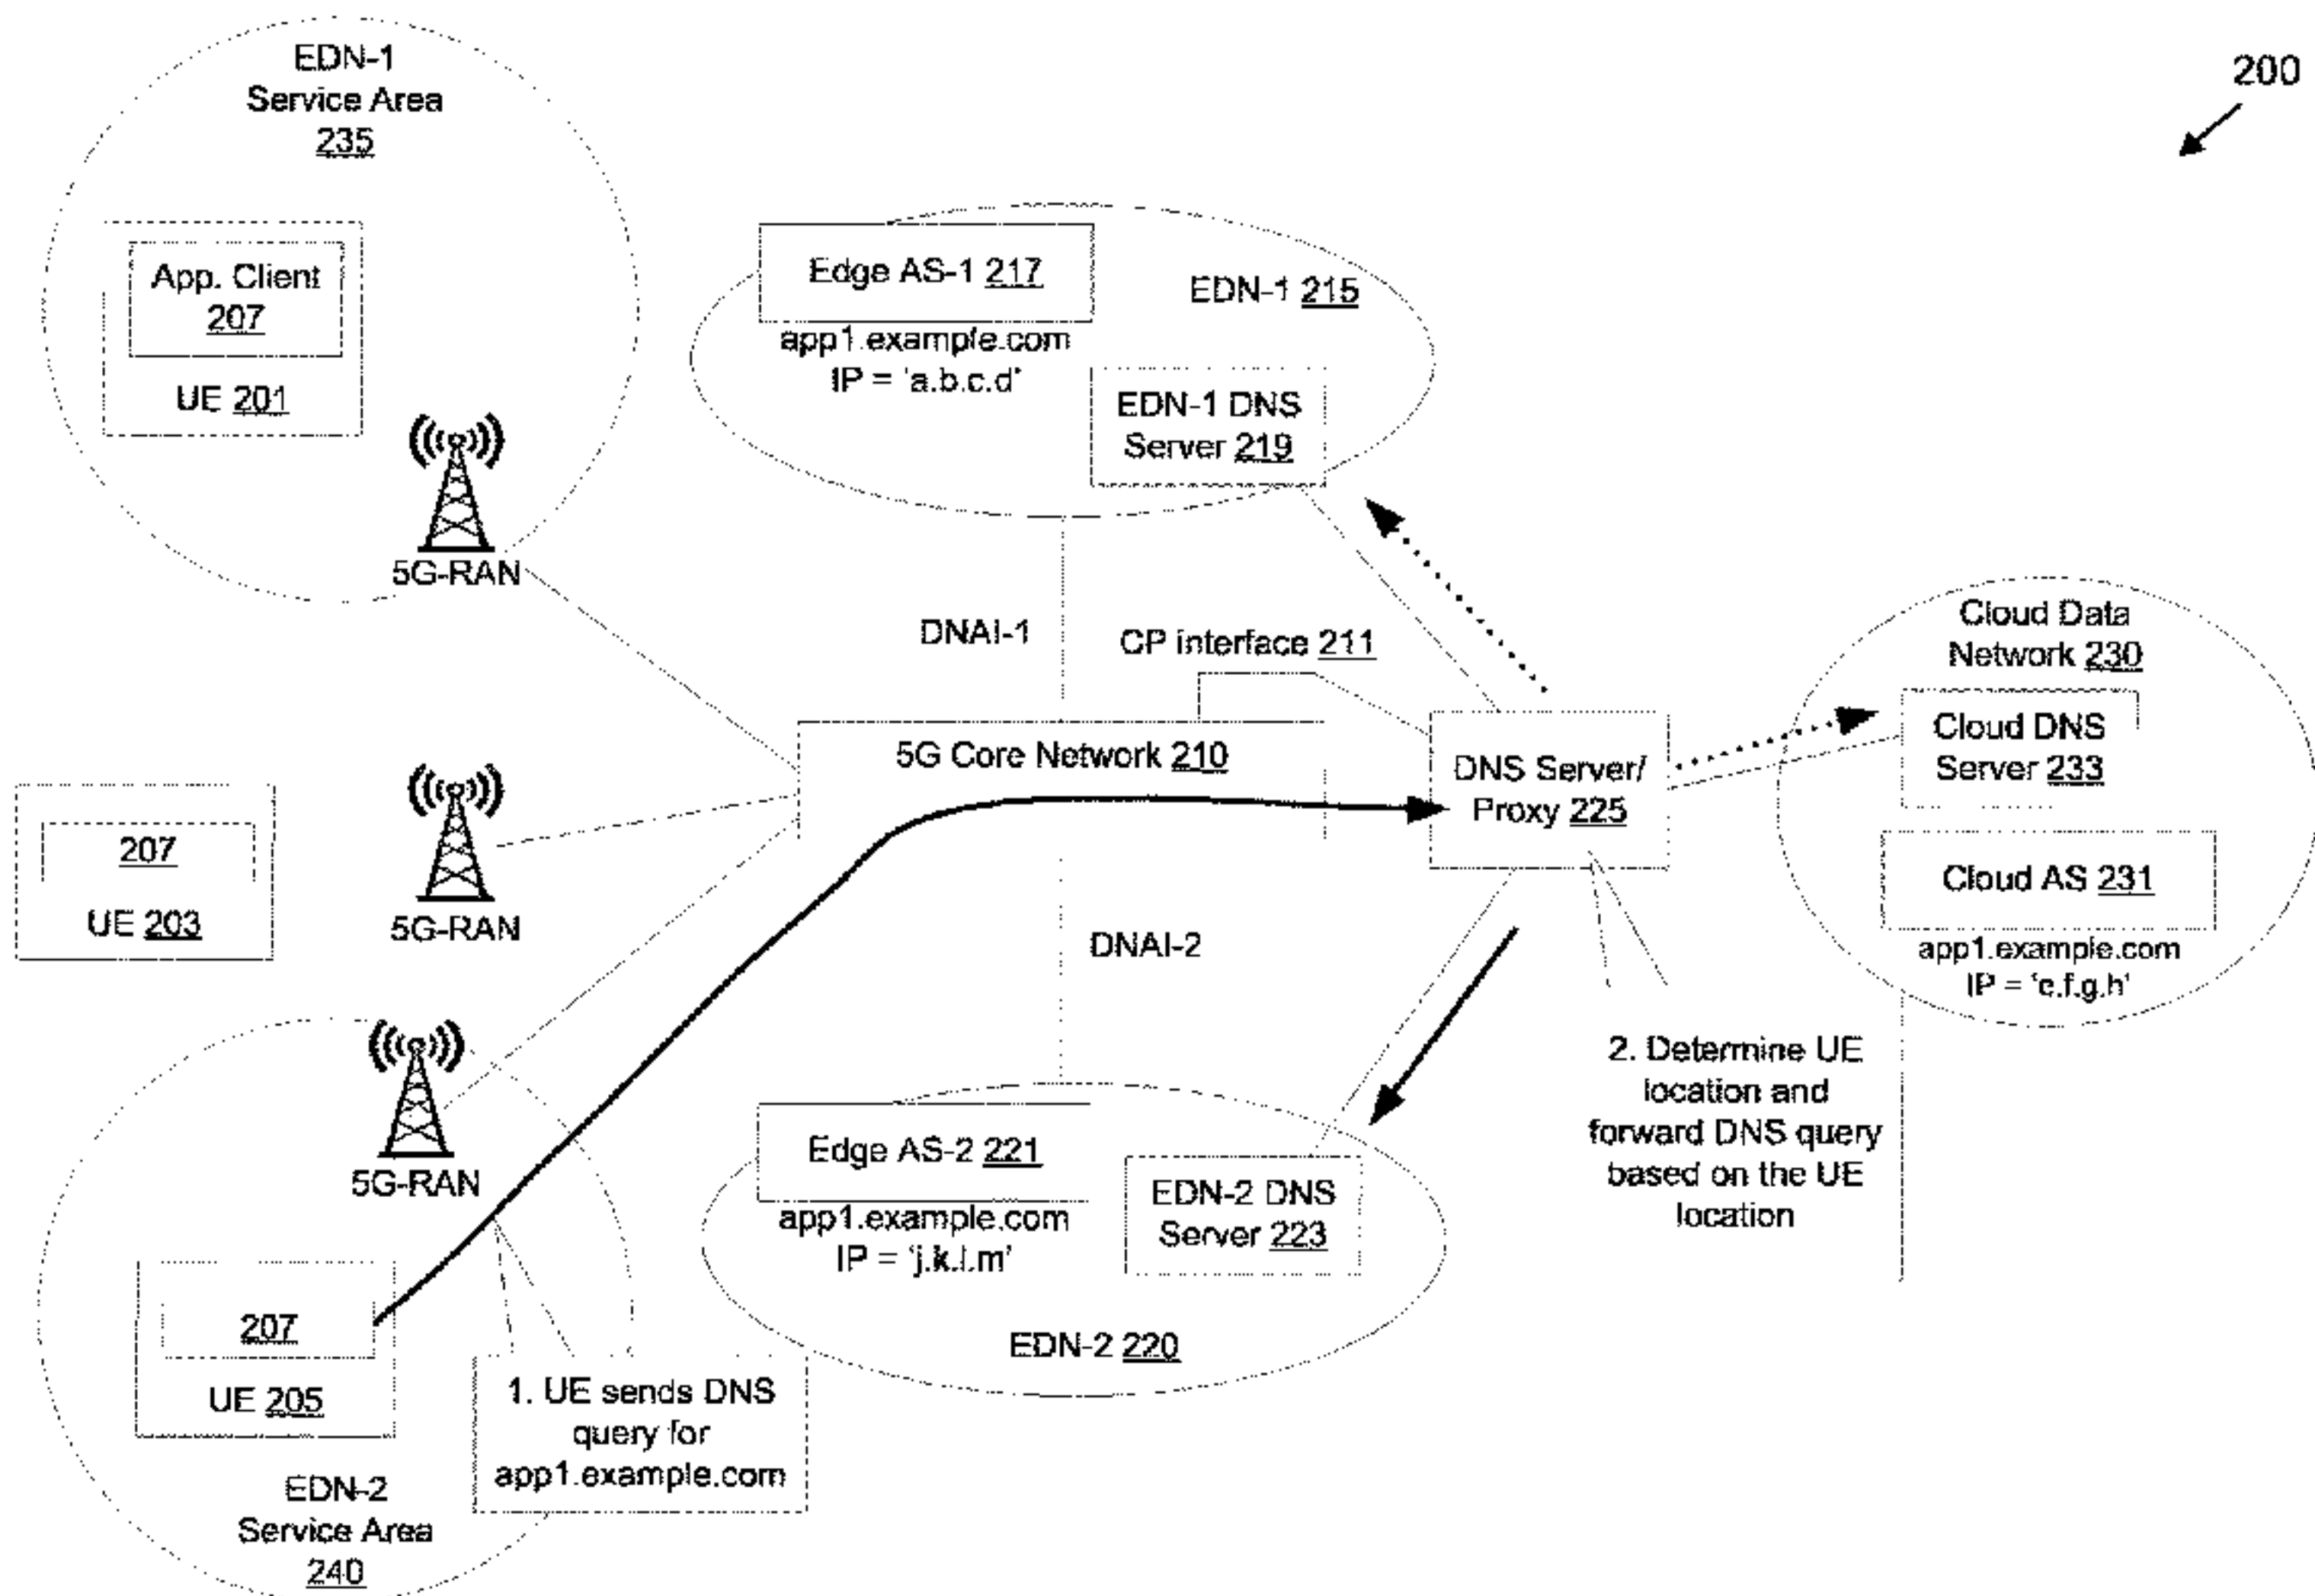 200
EDN-1
Service Area
235
App. Client
207
UE 201
5G-RAN
Edge AS-1 217
app1.example.com
IP = 'a.b.c.d'
EDN-1 215
EDN-1 DNS
Server 219
DNAI-1
CP interface 211
5G Core Network 210
DNS Server/
Proxy 225
Cloud Data
Network 230
Cloud DNS
Server 233
Cloud AS 231
app1.example.com
IP = 'e.f.g.h'
207
UE 203
5G-RAN
DNAI-2
2. Determine UE
location and
forward DNS query
based on the UE
location
5G-RAN
Edge AS-2 221
app1.example.com
IP = 'j.k.l.m'
EDN-2 DNS
Server 223
EDN-2 220
207
UE 205
1. UE sends DNS
query for
app1.example.com
EDN-2
Service Area
240